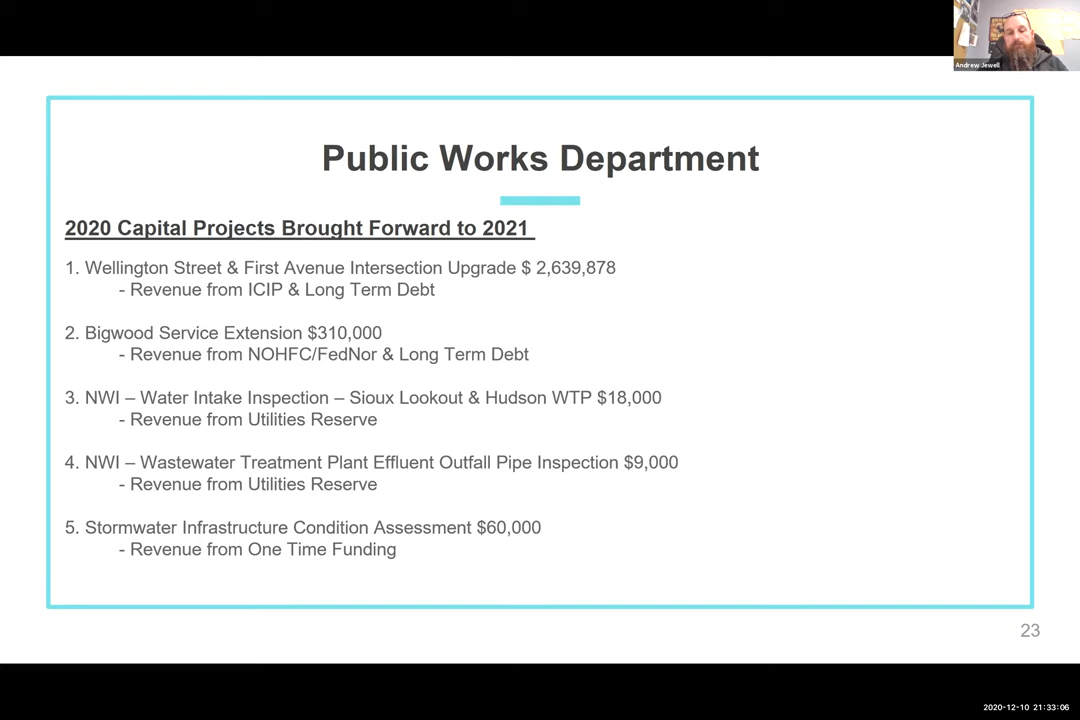 Andrew Jewell
Public Works Department
2020 Capital Projects Brought Forward to 2021
1. Wellington Street & First Avenue Intersection Upgrade $ 2,639,878
- Revenue from ICIP & Long Term Debt
2. Bigwood Service Extension $310,000
- Revenue from NOHFC/FedNor & Long Term Debt
3. NWI – Water Intake Inspection – Sioux Lookout & Hudson WTP $18,000
- Revenue from Utilities Reserve
4. NWI – Wastewater Treatment Plant Effluent Outfall Pipe Inspection $9,000
- Revenue from Utilities Reserve
5. Stormwater Infrastructure Condition Assessment $60,000
- Revenue from One Time Funding
23
2020-12-10 21:33:06